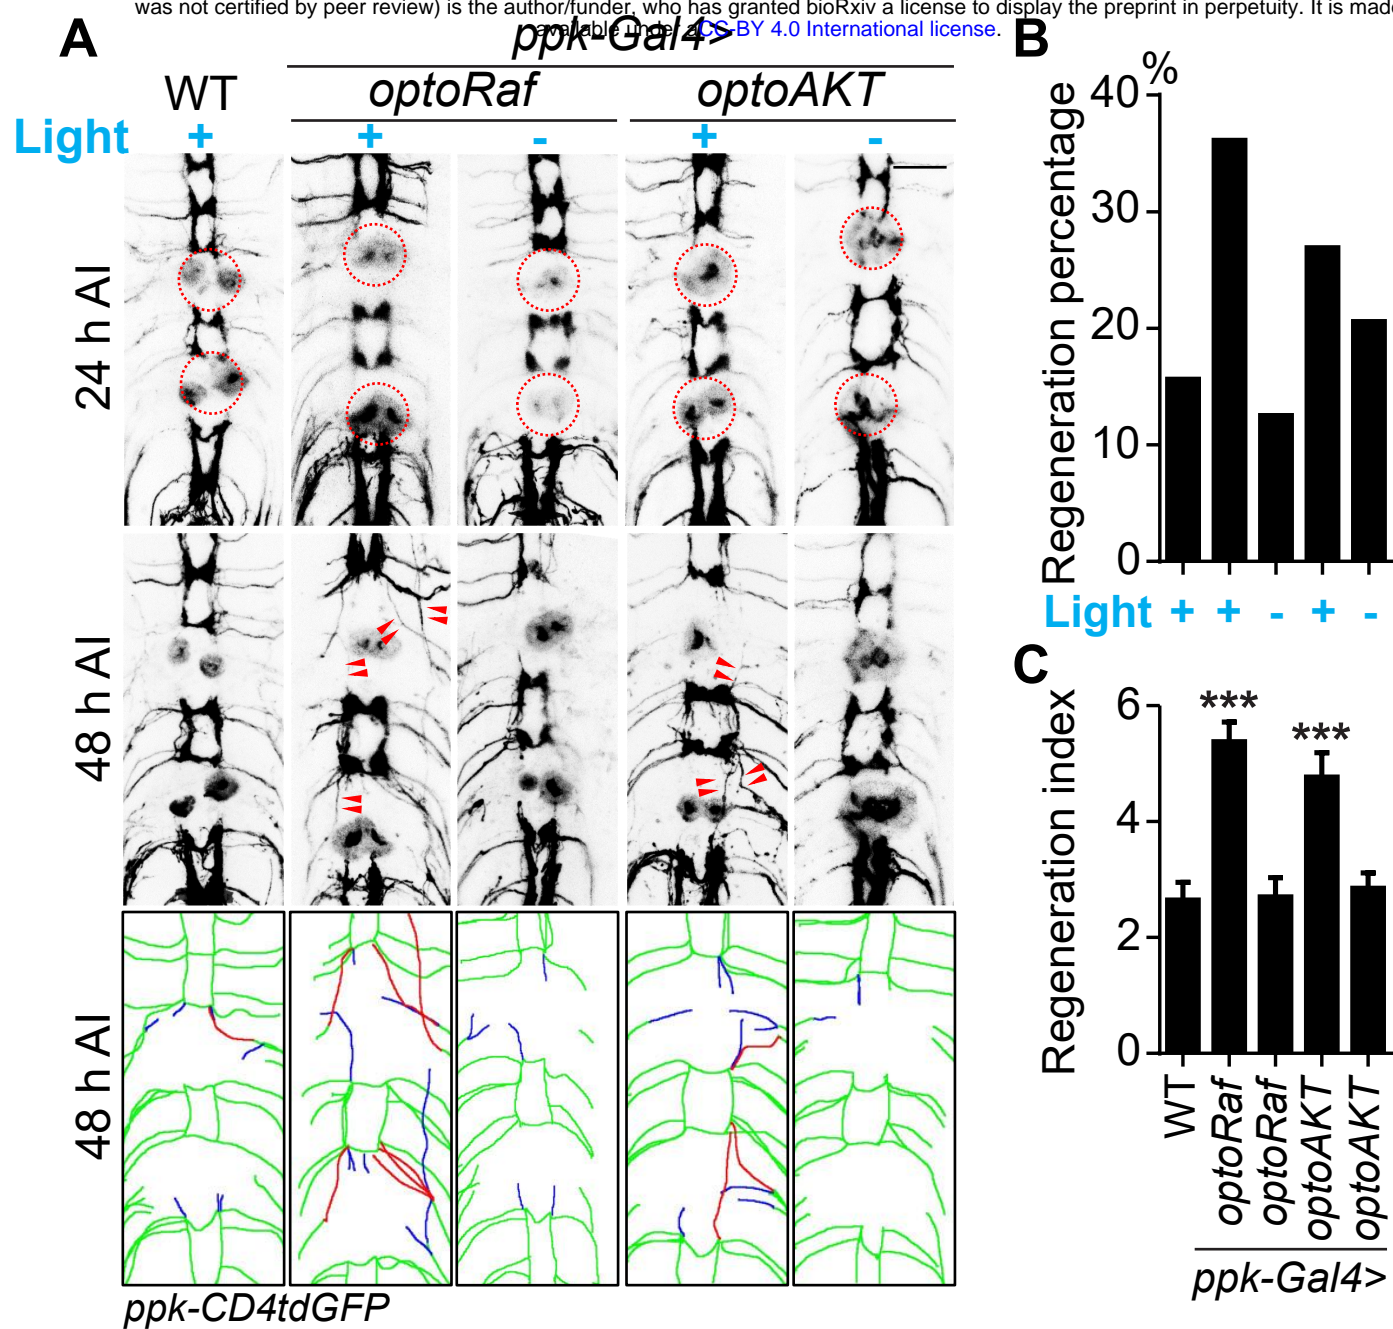 was not certified by peer review) is the author/funder, who has granted bioRxiv a license to display the preprint in perpetuity. It is made
available under aCC-BY 4.0 International license.
A
ppk-Gal4>
WT
optoRaf
optoAKT
Light + + - + -
24 h AI
48 h AI
48 h AI
ppk-CD4tdGFP
B
%
Regeneration percentage
40
30
20
10
0
Light + + - + -
C
Regeneration index
6
4
2
0
***
***
WT
optoRaf
optoRaf
optoAKT
optoAKT
ppk-Gal4>